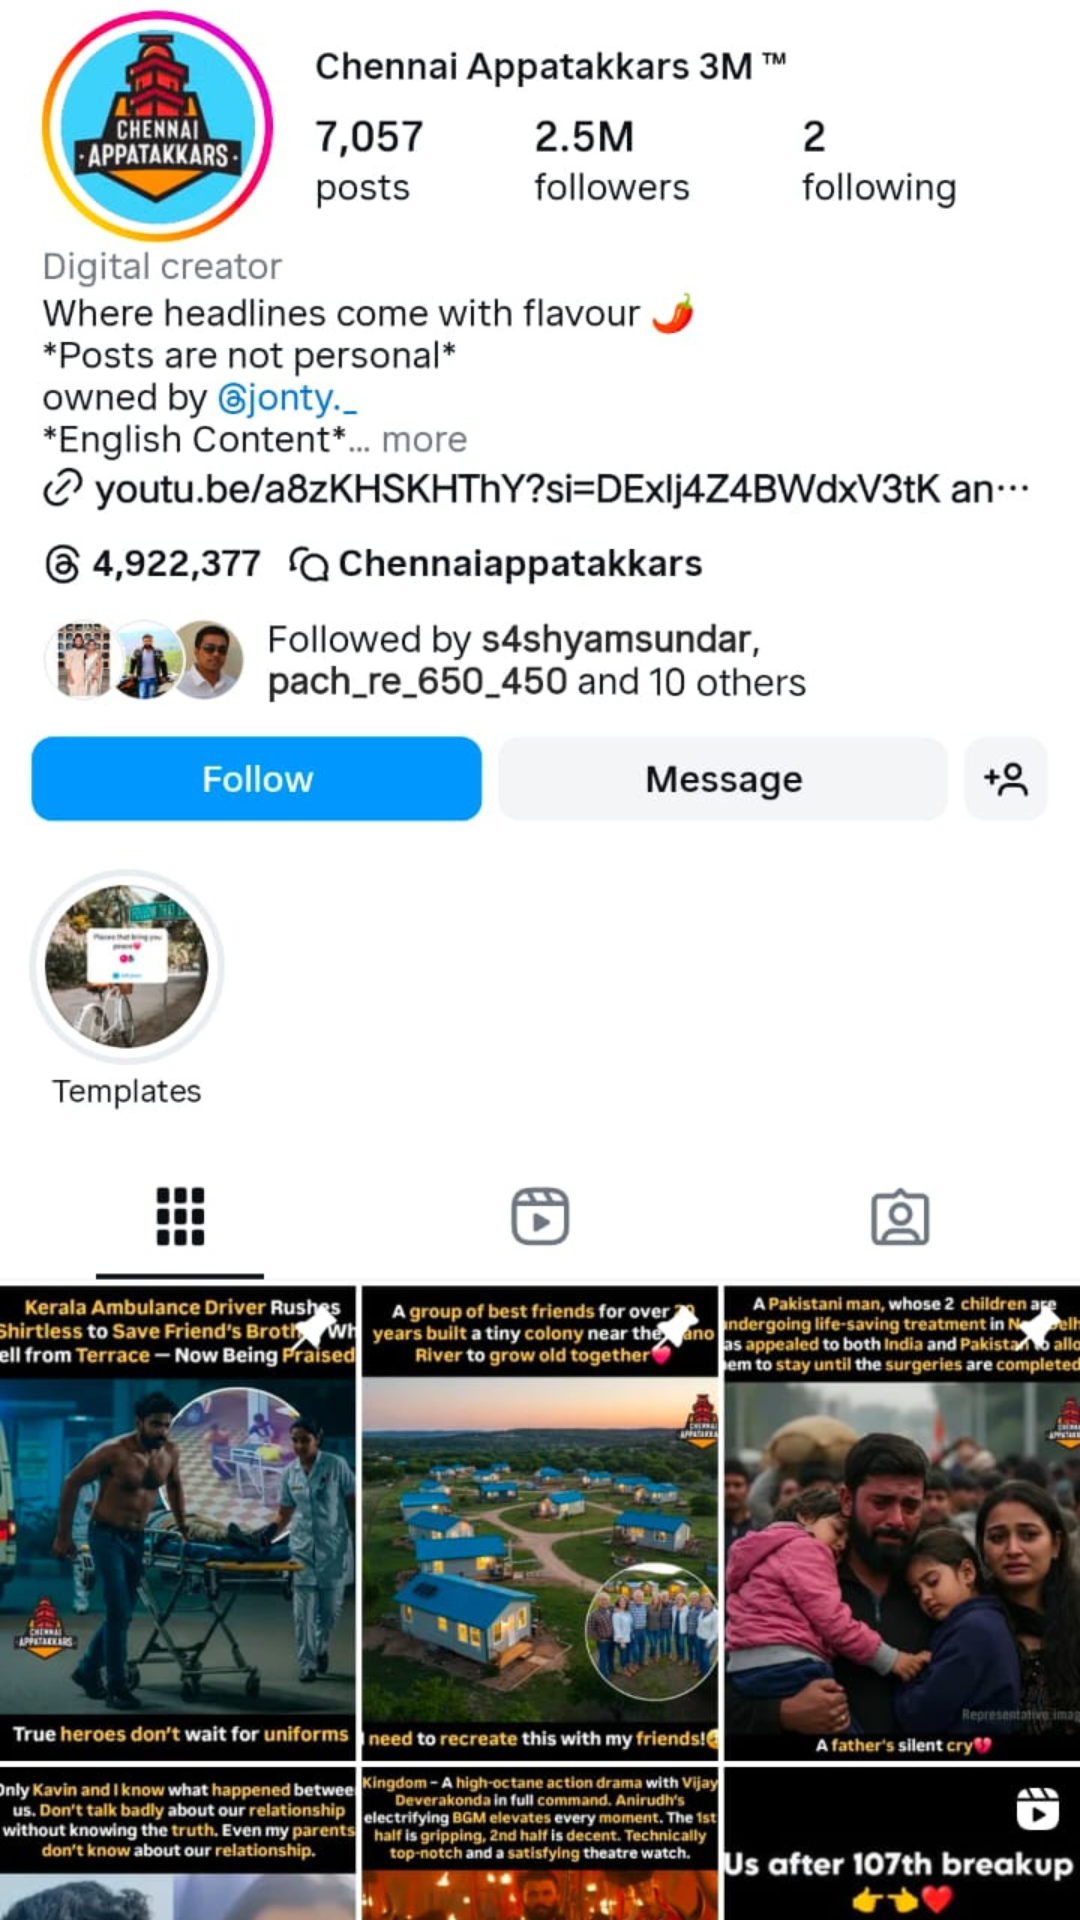 CHENNAI
·APPATAKKARS·
Chennai Appatakkars 3M ™
7,057
posts
2.5M
followers
2
following
Digital creator
Where headlines come with flavour 🌶️
*Posts are not personal*
owned by @jonty._
*English Content*... more
youtu.be/a8zKHSKHThY?si=DExlj4Z4BWdxV3tK an...
4,922,377
Chennaiappatakkars
Followed by s4shyamsundar,
pach_re_650_450 and 10 others
Follow
Message
Places that bring you
peace
Templates
Kerala Ambulance Driver Rushes
Shirtless to Save Friend's Broth Wh
ell from Terrace — Now Being Praised
CHENNAI
APPATAKKARS
True heroes don't wait for uniforms
A group of best friends for over
years built a tiny colony near the ano
River to grow old together💕
CHENNAI
APPATAKKA
I need to recreate this with my friends!
A Pakistani man, whose 2 children are
undergoing life-saving treatment in N elh
as appealed to both India and Pakistan to allo
em to stay until the surgeries are completed
Representative imag
A father's silent cry💔
Only Kavin and I know what happened betwee
us. Don't talk badly about our relationship
without knowing the truth. Even my parents
don't know about our relationship.
Kingdom – A high-octane action drama with Vijay
Deverakonda in full command. Anirudh's
electrifying BGM elevates every moment. The 1st
half is gripping, 2nd half is decent. Technically
top-notch and a satisfying theatre watch.
Us after 107th breakup
👉👈❤️